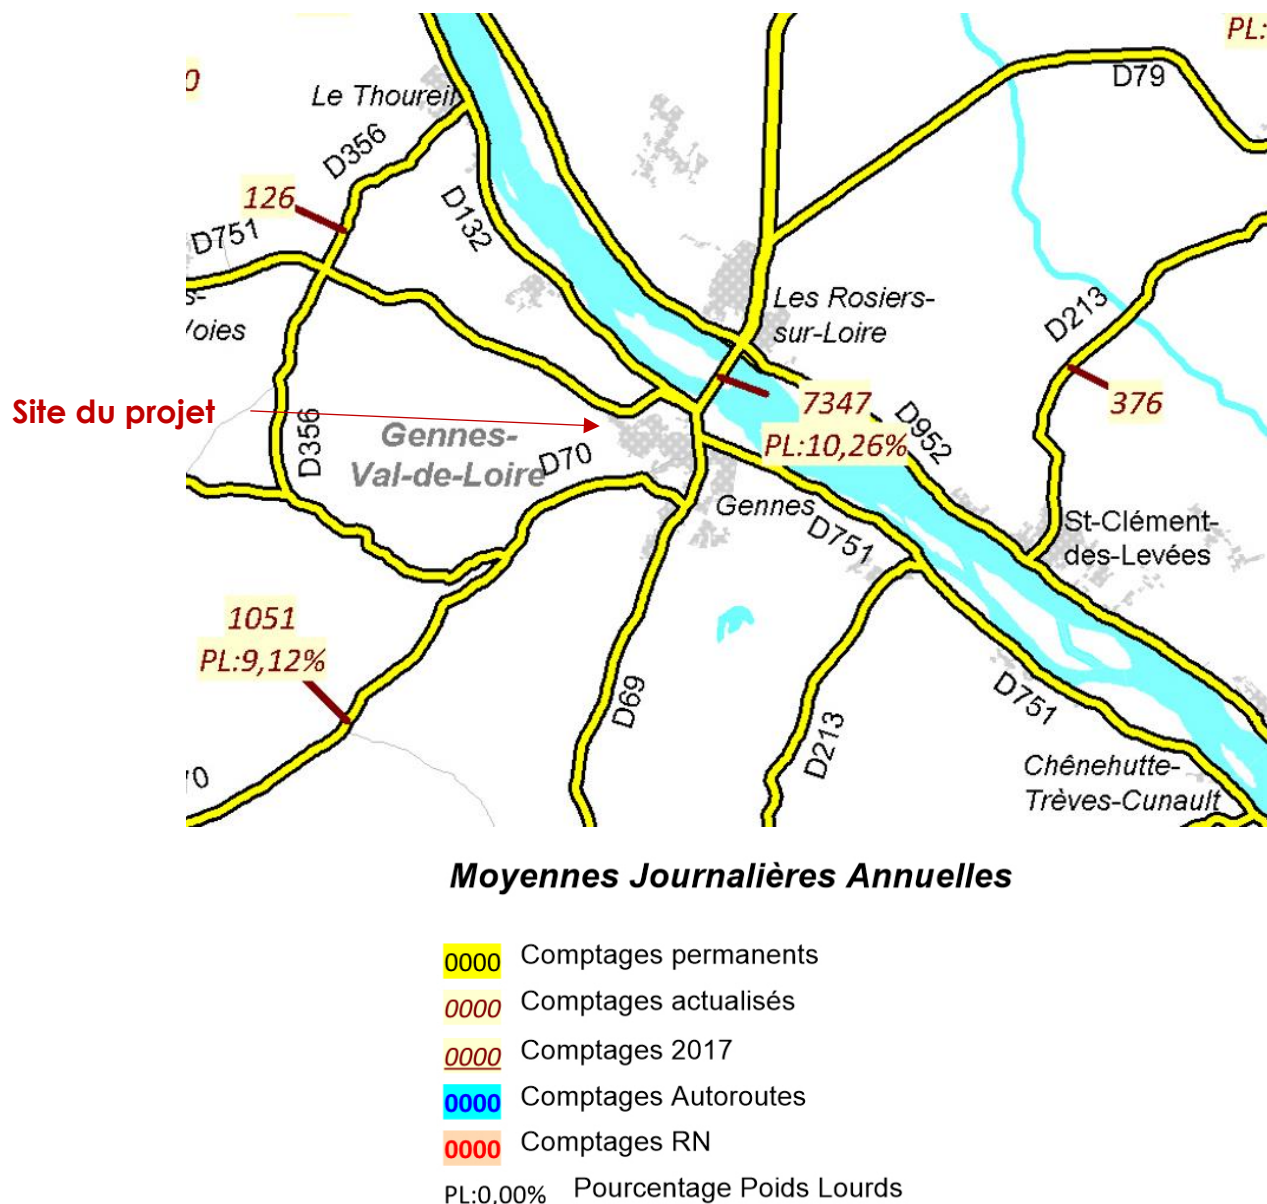 PL:
D79
0
Le Thoureil
D356
126
D132
D751
s-
Voies
Les Rosiers-
sur-Loire
D213
376
7347
PL:10,26%
D952
Site du projet
D356
Gennes-
Val-de-Loire
D70
Gennes
D751
St-Clément-
des-Levées
1051
PL:9,12%
D69
D213
D751
Chênehutte-
Trèves-Cunault
70
Moyennes Journalières Annuelles
0000 Comptages permanents
0000 Comptages actualisés
0000 Comptages 2017
0000 Comptages Autoroutes
0000 Comptages RN
PL:0,00% Pourcentage Poids Lourds